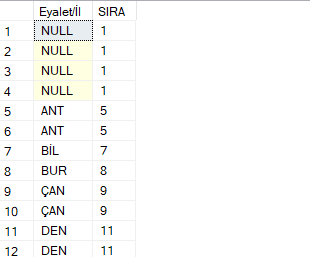 Eyalet/İl SIRA
1 NULL 1
2 NULL 1
3 NULL 1
4 NULL 1
5 ANT 5
6 ANT 5
7 BİL 7
8 BUR 8
9 ÇAN 9
10 ÇAN 9
11 DEN 11
12 DEN 11